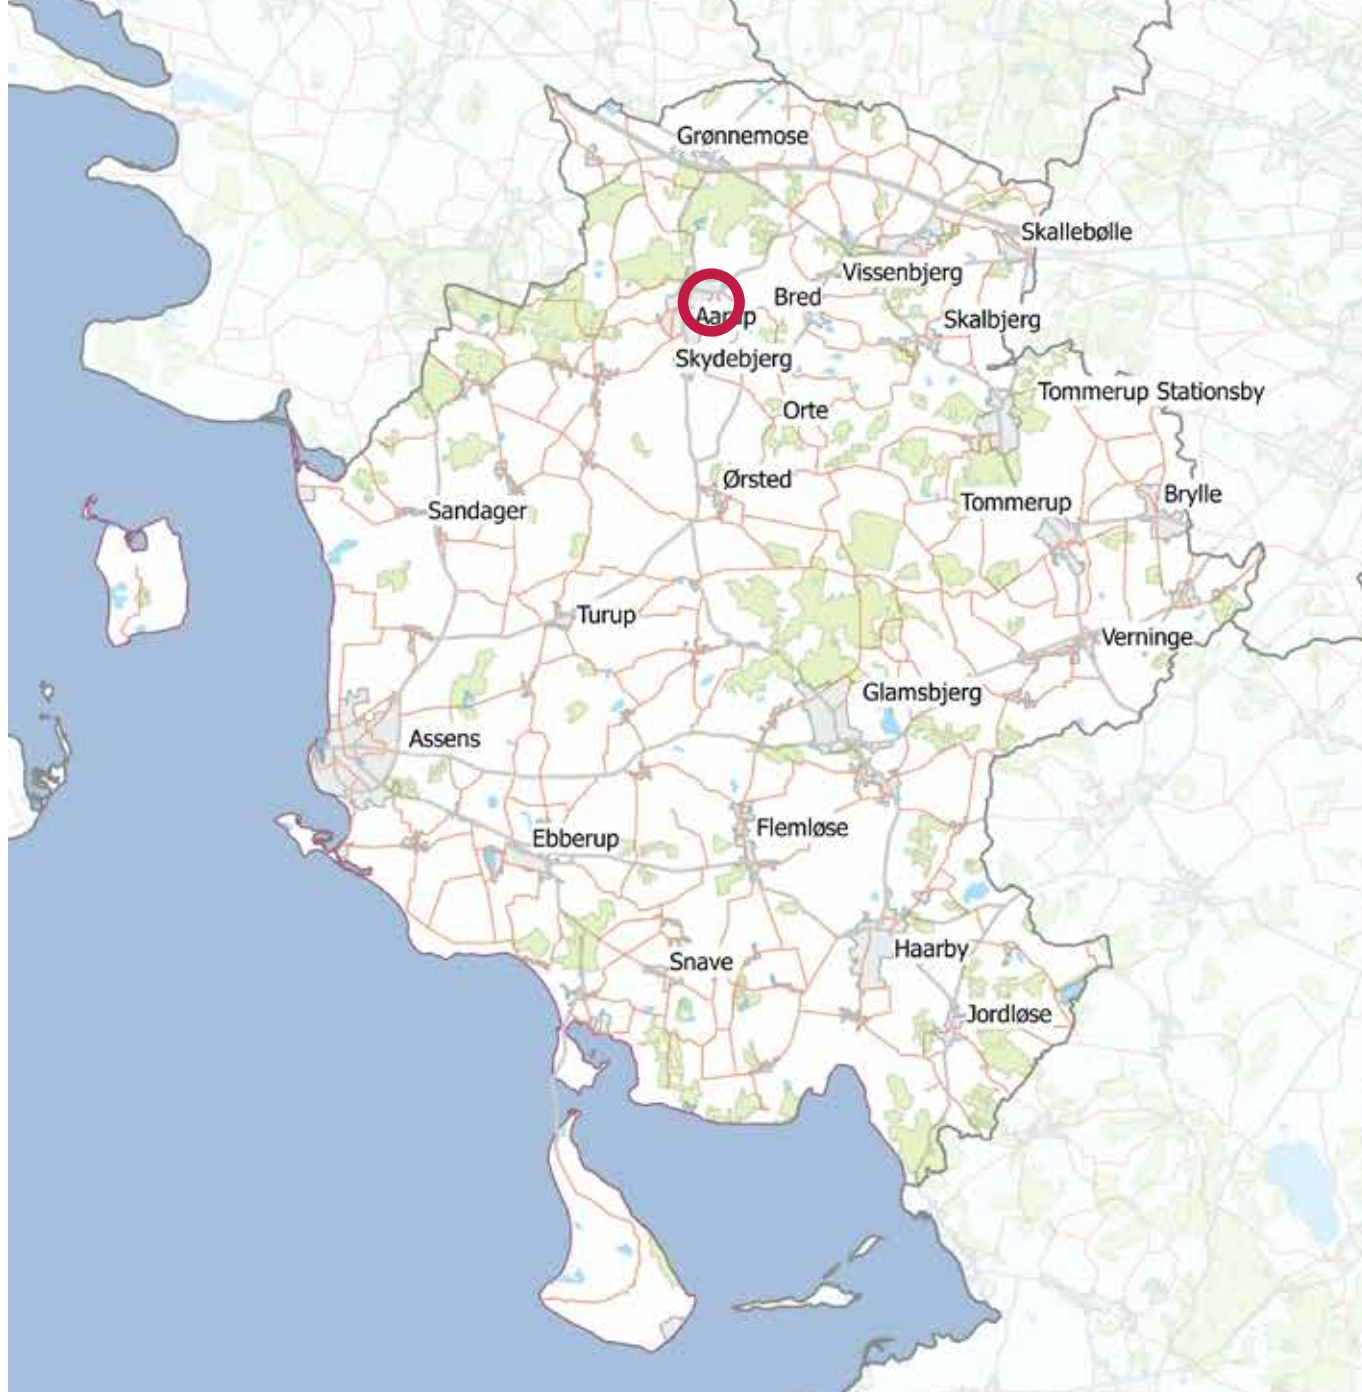 Grønnemose
Skallebølle
Vissenbjerg
Bred
Aarup
Skalbjerg
Skydebjerg
Tommerup Stationsby
Orte
Ørsted
Brylle
Tommerup
Sandager
Turup
Verninge
Glamsbjerg
Assens
Flemløse
Ebberup
Haarby
Snave
Jordløse